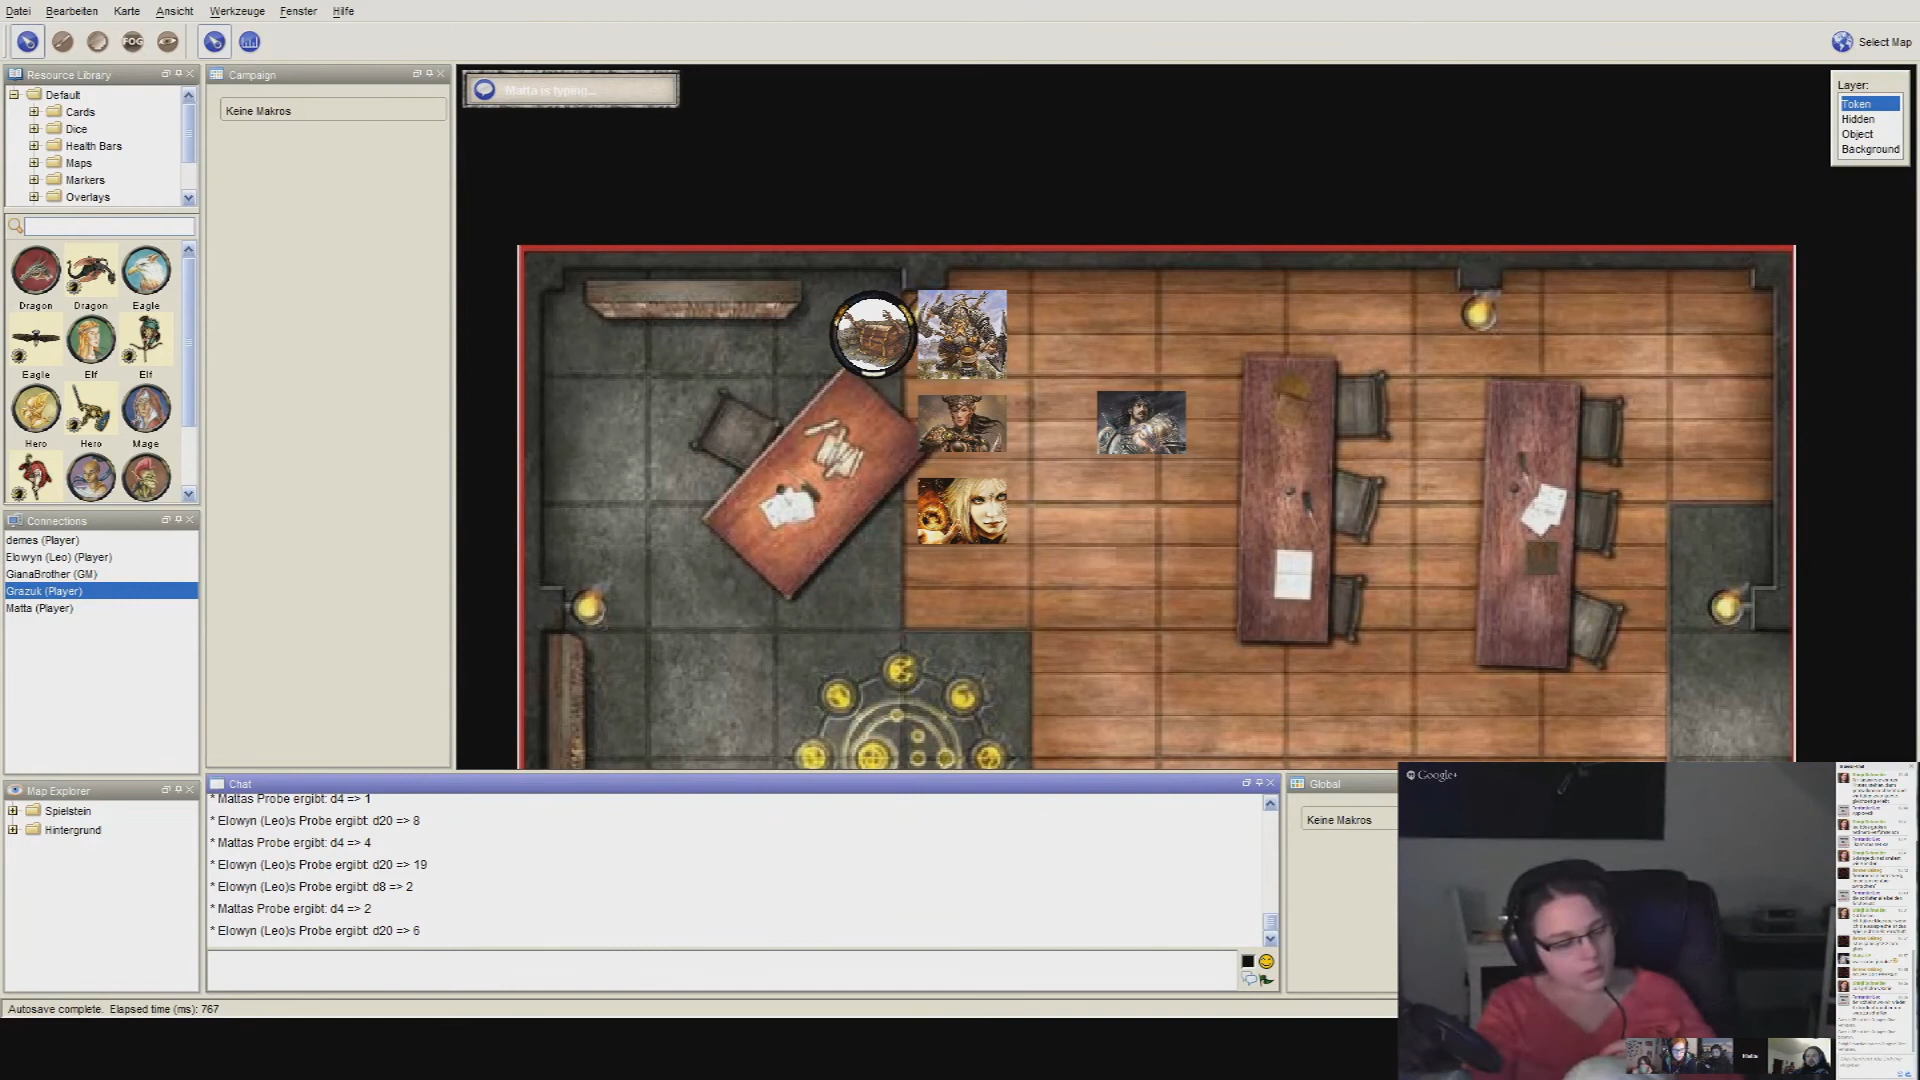 Datei Bearbeiten Karte Ansicht Werkzeuge Fenster Hilfe
FOG
Select Map
Resource Library
Default
Cards
Dice
Health Bars
Maps
Markers
Overlays
Dragon Dragon Eagle
Eagle Elf Elf
Hero Hero Mage
Connections
demes (Player)
Elowyn (Leo) (Player)
GianaBrother (GM)
Grazuk (Player)
Matta (Player)
Map Explorer
Spielstein
Hintergrund
Campaign
Keine Makros
Matta is typing...
Layer:
Token
Hidden
Object
Background
Chat
* Mattas Probe ergibt: d4 => 1
* Elowyn (Leo)s Probe ergibt: d20 => 8
* Mattas Probe ergibt: d4 => 4
* Elowyn (Leo)s Probe ergibt: d20 => 19
* Elowyn (Leo)s Probe ergibt: d8 => 2
* Mattas Probe ergibt: d4 => 2
* Elowyn (Leo)s Probe ergibt: d20 => 6
Global
Keine Makros
Google+
Autosave complete. Elapsed time (ms): 767